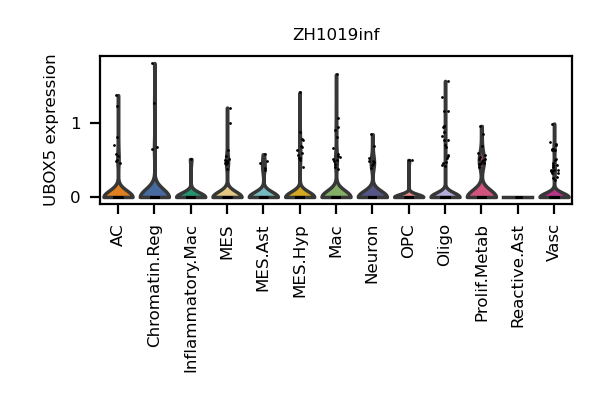 ZH1019inf
UBOX5 expression
1
0
AC
Chromatin.Reg
Inflammatory.Mac
MES
MES.Ast
MES.Hyp
Mac
Neuron
OPC
Oligo
Prolif.Metab
Reactive.Ast
Vasc